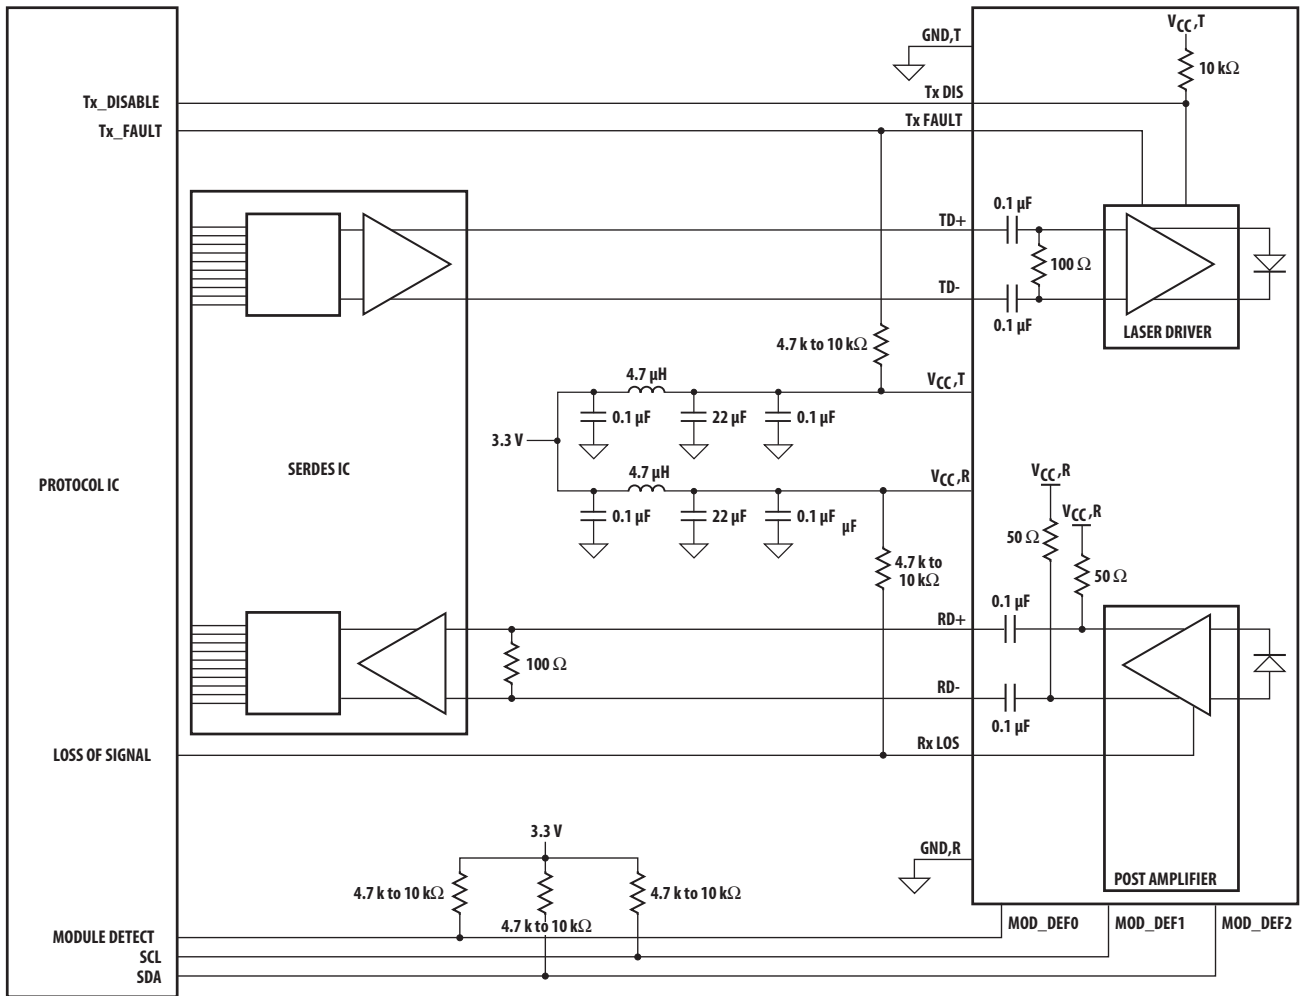 V_CC,T
GND,T
10 kΩ
Tx_DISABLE
Tx DIS
Tx_FAULT
Tx FAULT
0.1 µF
TD+
100 Ω
TD-
0.1 µF
LASER DRIVER
4.7 k to 10 kΩ
4.7 µH
V_CC,T
0.1 µF
22 µF
0.1 µF
3.3 V
SERDES IC
4.7 µH
V_CC,R
V_CC,R
PROTOCOL IC
0.1 µF
22 µF
0.1 µF
µF
V_CC,R
50 Ω
4.7 k to
10 kΩ
50 Ω
0.1 µF
RD+
100 Ω
RD-
0.1 µF
LOSS OF SIGNAL
Rx LOS
3.3 V
GND,R
POST AMPLIFIER
4.7 k to 10 kΩ
4.7 k to 10 kΩ
4.7 k to 10 kΩ
MOD_DEF0
MOD_DEF1
MOD_DEF2
MODULE DETECT
SCL
SDA